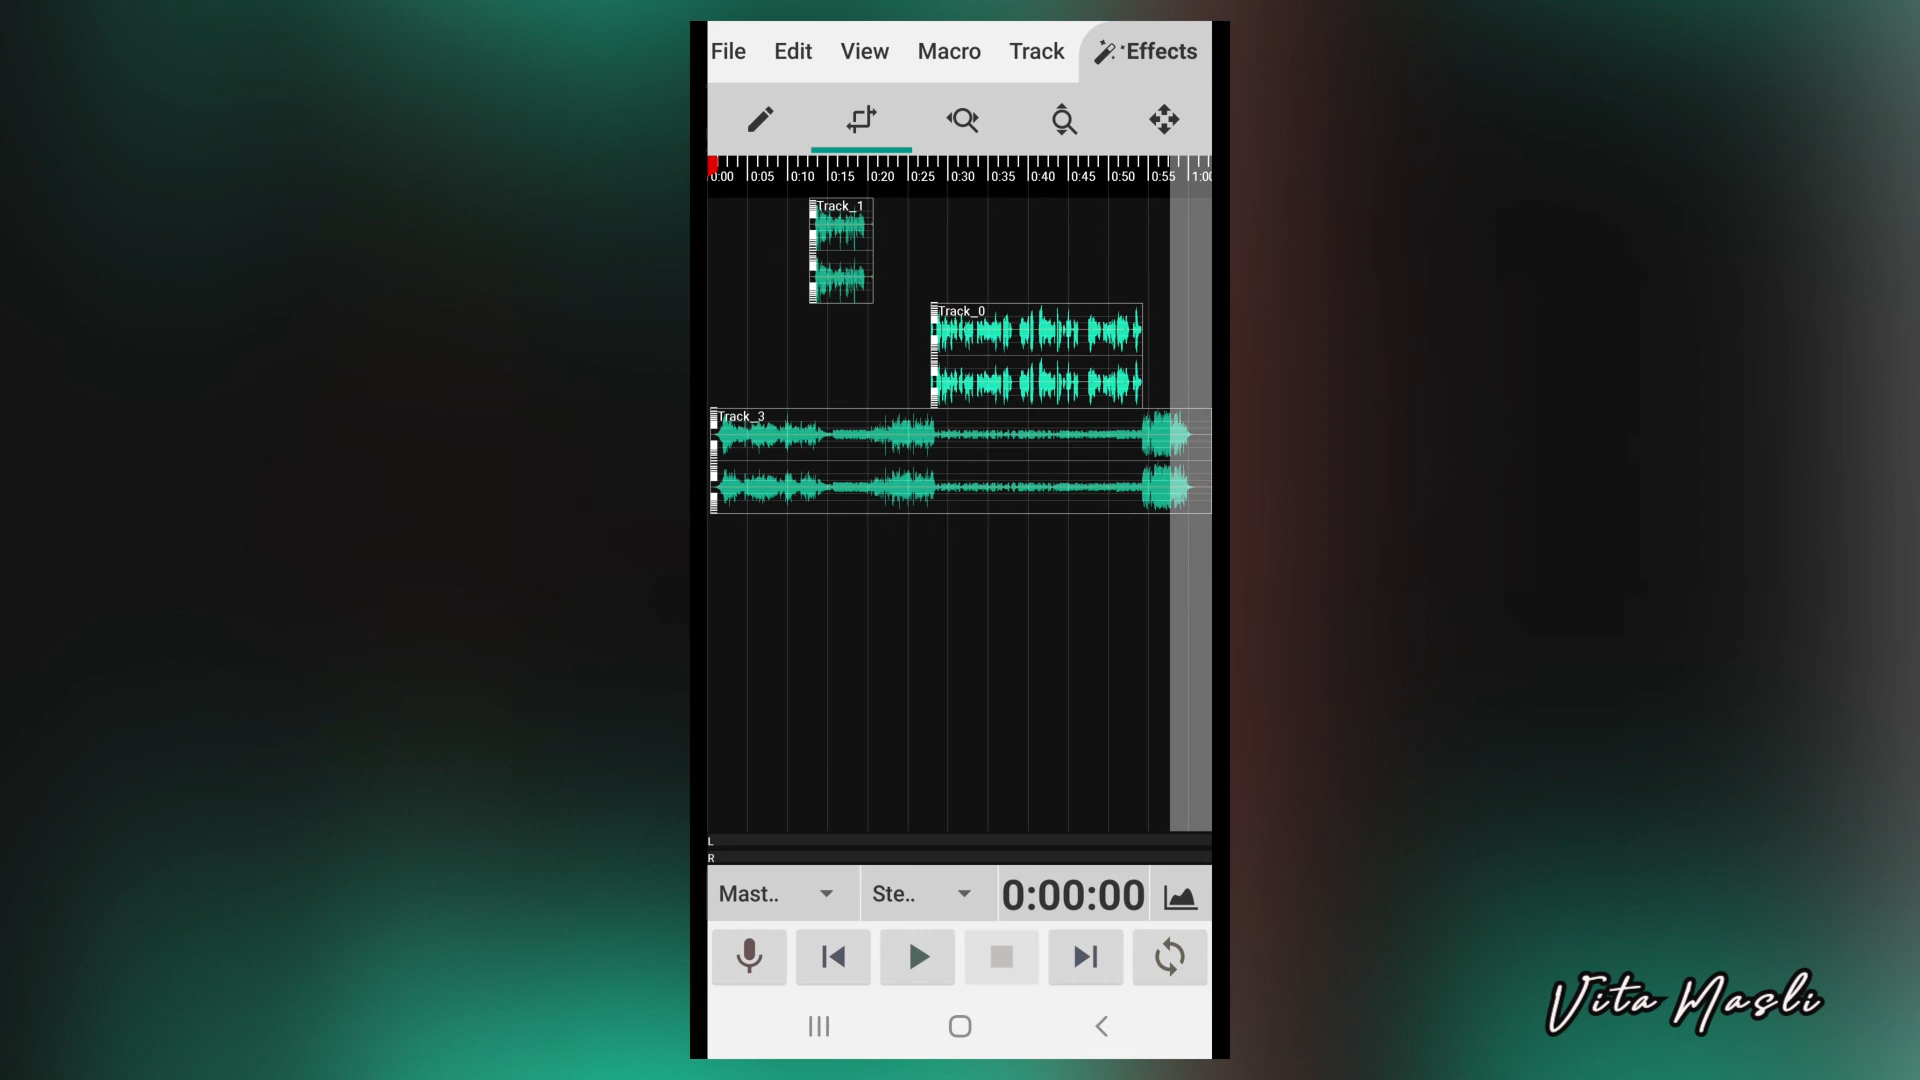 File Edit View Macro Track Effects
0:00 0:05 0:10 0:15 0:20 0:25 0:30 0:35 0:40 0:45 0:50 0:55 1:00
Track_1
Track_0
Track_3
L
R
Mast.. Ste.. 0:00:00
Vita Masli